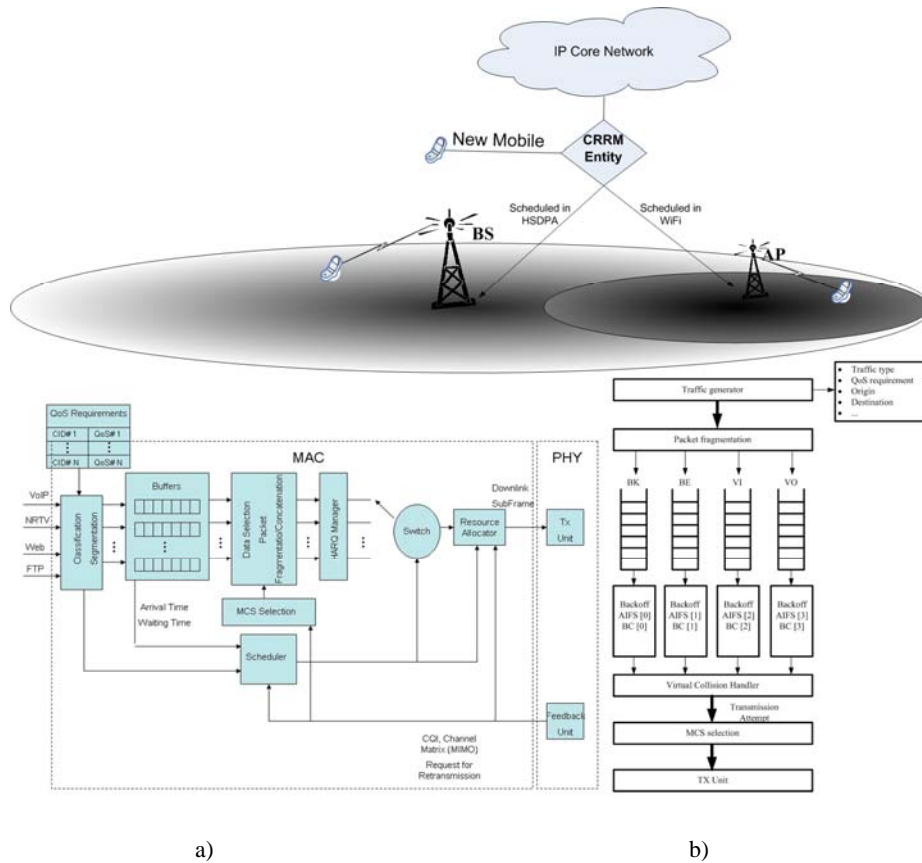 IP Core Network
New Mobile
CRRM
Entity
Scheduled in
HSDPA
Scheduled in
WiFi
BS
AP
QoS Requirements
CID# 1 QoS# 1
CID# N QoS# N
MAC
PHY
VoIP
NRTV
Web
FTP
Classification
Segmentation
Buffers
Data Selection
Packet
Fragmentatio/Concatenation
HARQ Manager
Switch
Resource
Allocator
Downlink
SubFrame
Tx
Unit
MCS Selection
Arrival Time
Waiting Time
Scheduler
Feedback
Unit
CQI, Channel
Matrix (MIMO)
Request for
Retransmission
Traffic generator
• Traffic type
• QoS requirement
• Origin
• Destination
• ...
Packet fragmentation
BK BE VI VO
Backoff
AIFS [0]
BC [0]
Backoff
AIFS [1]
BC [1]
Backoff
AIFS [2]
BC [2]
Backoff
AIFS [3]
BC [3]
Virtual Collision Handler
Transmission
Attempt
MCS selection
TX Unit
a) b)